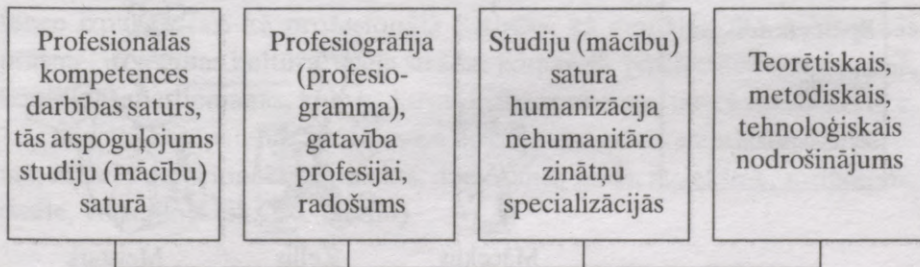 Profesionālās
kompetences
darbības saturs,
tās atspoguļojums
studiju (mācību)
saturā
Profesiogrāfija
(profesio-
gramma),
gatavība
profesijai,
radošums
Studiju (mācību)
satura
humanizācija
nehumanitāro
zinātņu
specializācijās
Teorētiskais,
metodiskais,
tehnoloģiskais
nodrošinājums